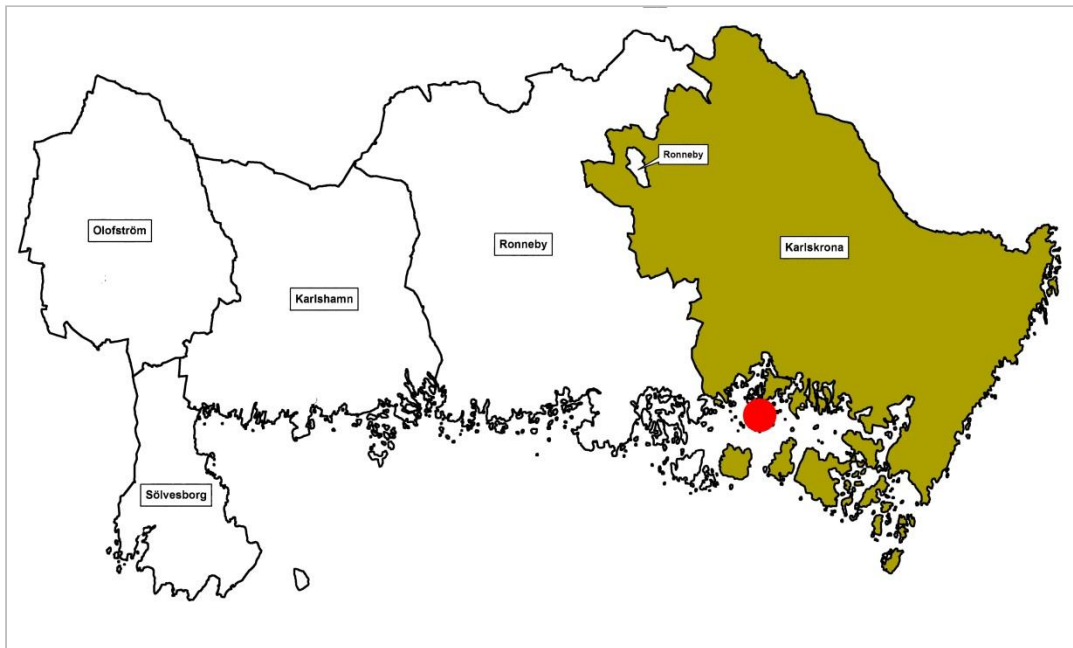 Ronneby
Olofström
Ronneby
Karlskrona
Karlshamn
Sölvesborg